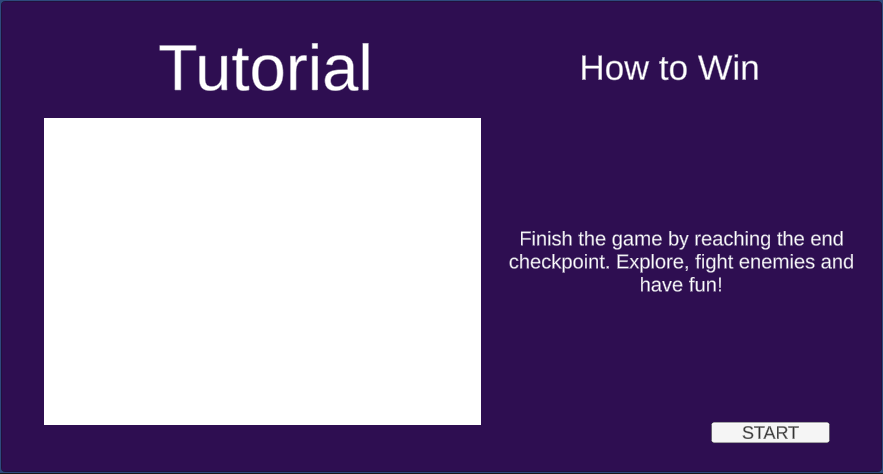 Tutorial
How to Win
Finish the game by reaching the end
checkpoint. Explore, fight enemies and
have fun!
START